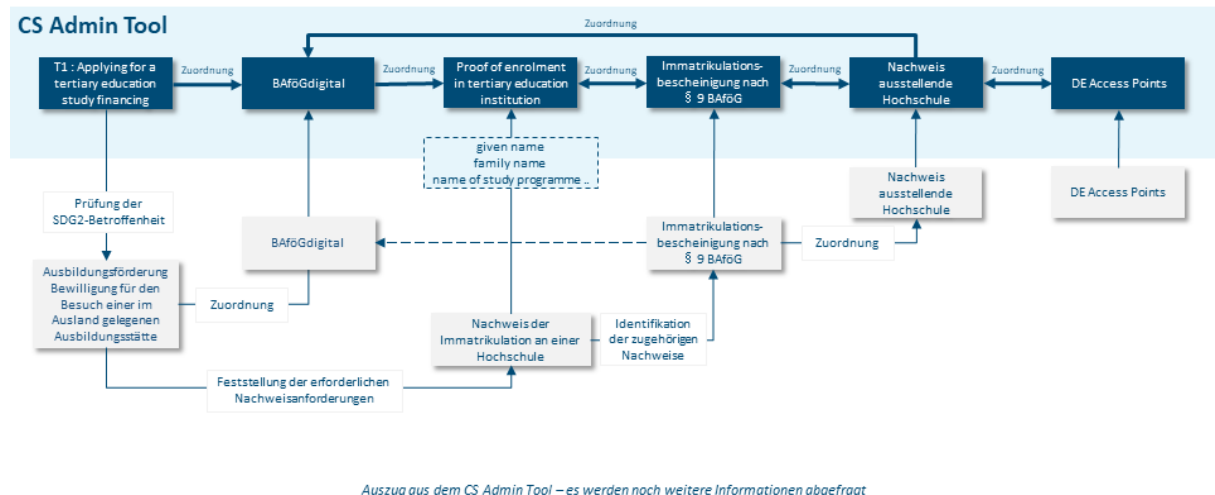 CS Admin Tool
Zuordnung
T1 : Applying for a
tertiary education
study financing
Zuordnung
BAföGdigital
Zuordnung
Proof of enrolment
in tertiary education
institution
Zuordnung
Immatrikulations-
bescheinigung nach
§ 9 BAföG
Zuordnung
Nachweis
ausstellende
Hochschule
Zuordnung
DE Access Points
given name
family name
name of study programme ..
Prüfung der
SDG2-Betroffenheit
BAföGdigital
Immatrikulations-
bescheinigung nach
§ 9 BAföG
Zuordnung
Nachweis
ausstellende
Hochschule
DE Access Points
Ausbildungsförderung
Bewilligung für den
Besuch einer im
Ausland gelegenen
Ausbildungsstätte
Zuordnung
Nachweis der
Immatrikulation an einer
Hochschule
Identifikation
der zugehörigen
Nachweise
Feststellung der erforderlichen
Nachweisanforderungen
Auszug aus dem CS Admin Tool – es werden noch weitere Informationen abgefragt